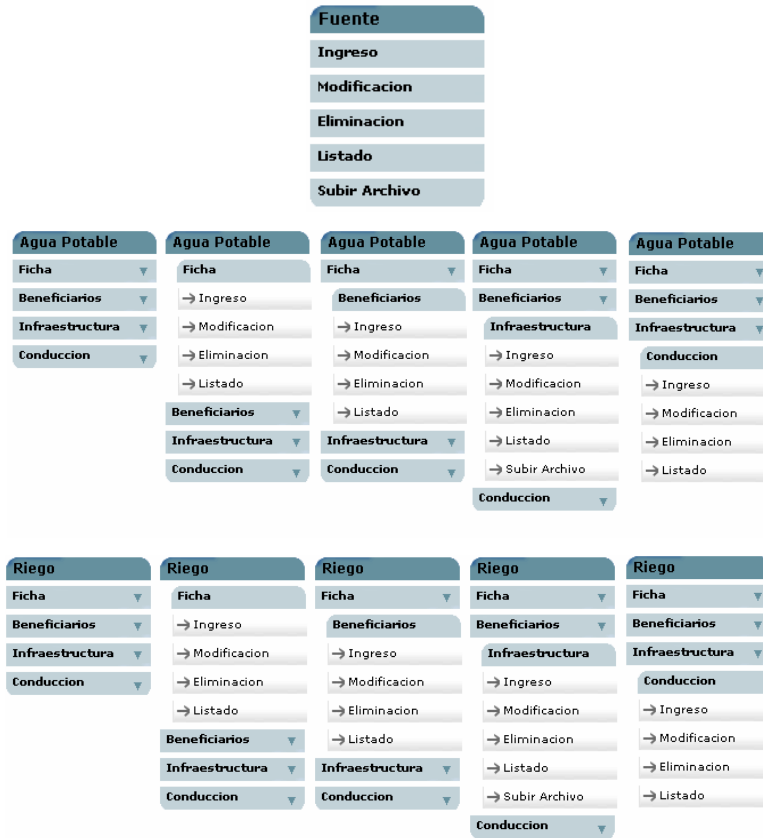 Fuente
Ingreso
Modificacion
Eliminacion
Listado
Subir Archivo
Agua Potable
Ficha
Beneficiarios
Infraestructura
Conduccion
Agua Potable
Ficha
Ingreso
Modificacion
Eliminacion
Listado
Beneficiarios
Infraestructura
Conduccion
Agua Potable
Ficha
Beneficiarios
Ingreso
Modificacion
Eliminacion
Listado
Infraestructura
Conduccion
Agua Potable
Ficha
Beneficiarios
Infraestructura
Ingreso
Modificacion
Eliminacion
Listado
Subir Archivo
Conduccion
Agua Potable
Ficha
Beneficiarios
Infraestructura
Conduccion
Ingreso
Modificacion
Eliminacion
Listado
Riego
Ficha
Beneficiarios
Infraestructura
Conduccion
Riego
Ficha
Ingreso
Modificacion
Eliminacion
Listado
Beneficiarios
Infraestructura
Conduccion
Riego
Ficha
Beneficiarios
Ingreso
Modificacion
Eliminacion
Listado
Infraestructura
Conduccion
Riego
Ficha
Beneficiarios
Infraestructura
Ingreso
Modificacion
Eliminacion
Listado
Subir Archivo
Conduccion
Riego
Ficha
Beneficiarios
Infraestructura
Conduccion
Ingreso
Modificacion
Eliminacion
Listado